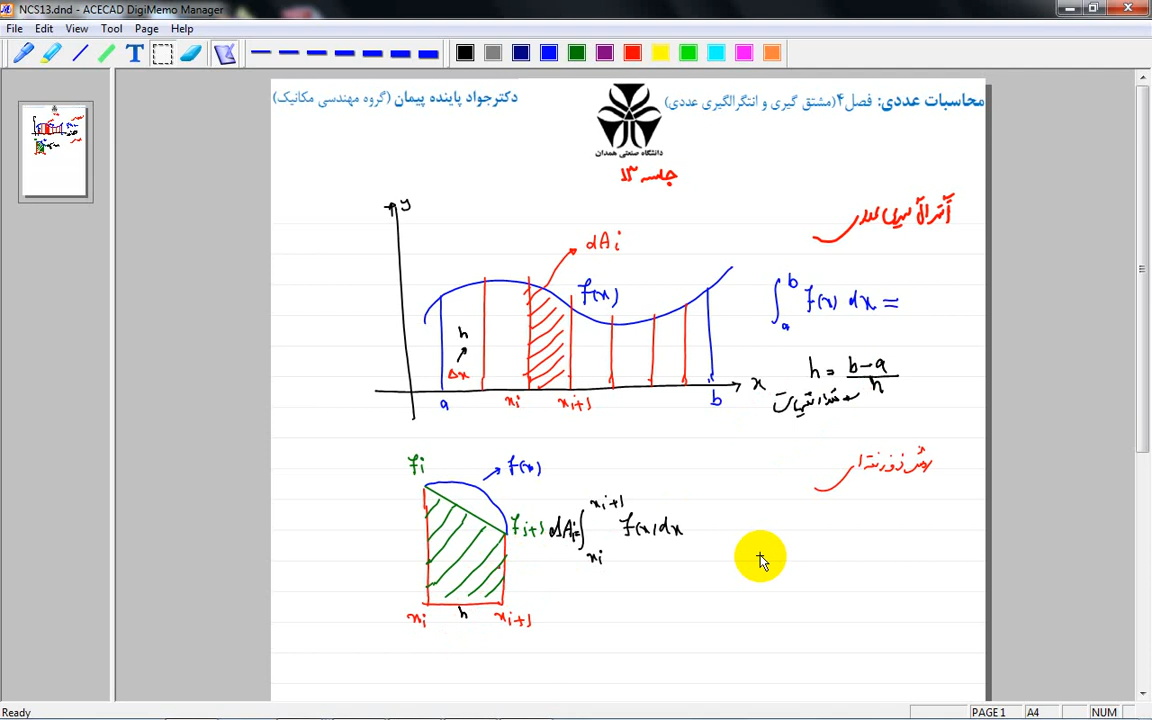 NCS13.dnd - ACECAD DigiMemo Manager
File Edit View Tool Page Help
محاسبات عددی: فصل۴(مشتق گیری و انتگرالگیری عددی)
دکترجواد پاینده پیمان (گروه مهندسی مکانیک)
دانشگاه صنعتی همدان
جلسه ۱۳
انتگرال گیری عددی
y
dAi
f(x)
∫_a^b f(x) dx =
h
Δx
h = (b-a)/n
تعداد تقسیمات
a xi xi+1 b x
روش ذوزنقه ای
fi
f(x)
fi+1
dAi = ∫_xi^xi+1 f(x) dx
xi h xi+1
Ready PAGE 1 A4 NUM